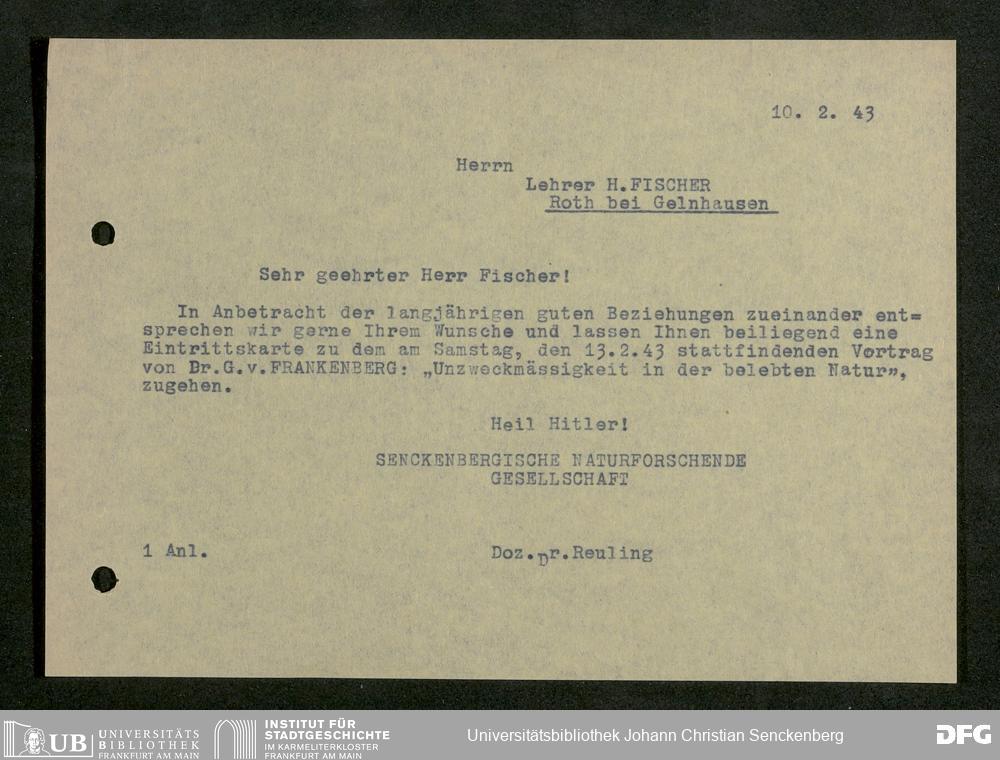 10. 2. 43
Herrn
Lehrer H.FISCHER
Roth bei Gelnhausen
Sehr geehrter Herr Fischer!
In Anbetracht der langjährigen guten Beziehungen zueinander ent=
sprechen wir gerne Ihrem Wunsche und lassen Ihnen beiliegend eine
Eintrittskarte zu dem am Samstag, den 13.2.43 stattfindenden Vortrag
von Dr.G.v.FRANKENBERG: „Unzweckmässigkeit in der belebten Natur",
zugehen.
Heil Hitler!
SENCKENBERGISCHE NATURFORSCHENDE
GESELLSCHAFT
1 Anl.
Doz.Dr.Reuling
UB UNIVERSITÄTS
BIBLIOTHEK
FRANKFURT AM MAIN
INSTITUT FÜR
STADTGESCHICHTE
IM KARMELITERKLOSTER
FRANKFURT AM MAIN
Universitätsbibliothek Johann Christian Senckenberg
DFG